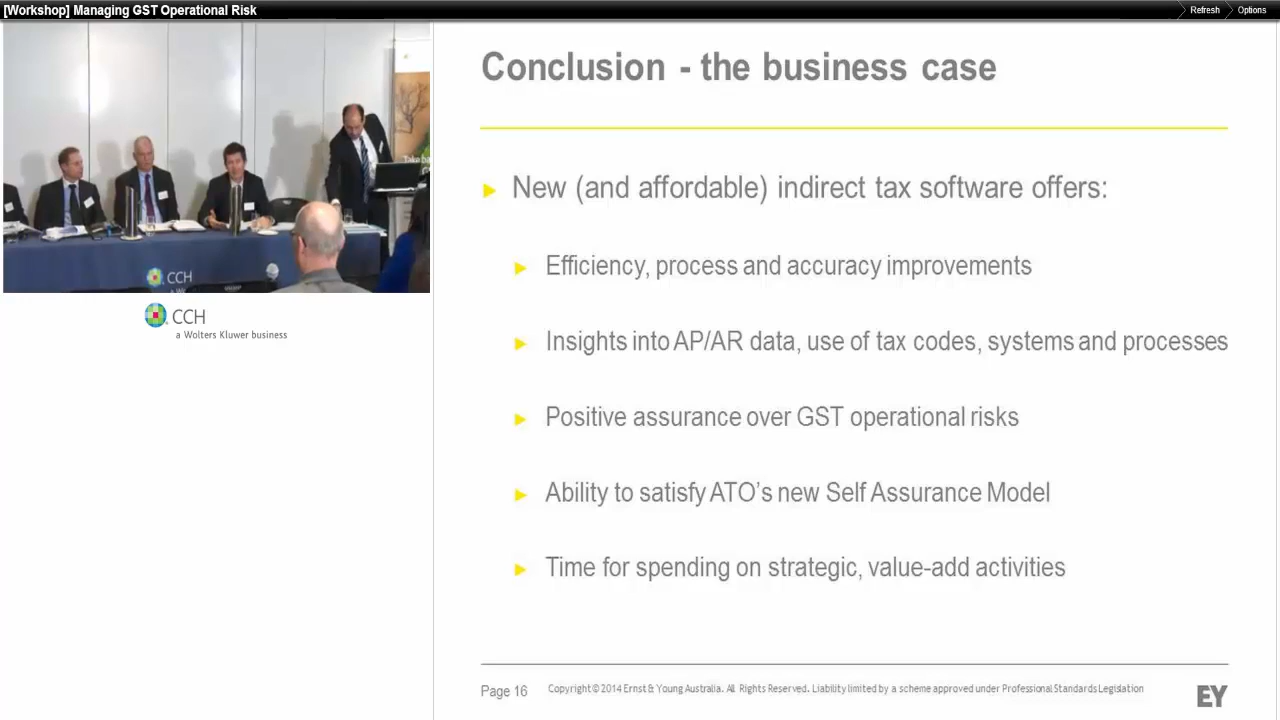 [Workshop] Managing GST Operational Risk
Refresh
Options
Take
CCH
CCH
a Wolters Kluwer business
Conclusion - the business case
► New (and affordable) indirect tax software offers:
► Efficiency, process and accuracy improvements
► Insights into AP/AR data, use of tax codes, systems and processes
► Positive assurance over GST operational risks
► Ability to satisfy ATO’s new Self Assurance Model
► Time for spending on strategic, value-add activities
Page 16
Copyright © 2014 Ernst & Young Australia. All Rights Reserved. Liability limited by a scheme approved under Professional Standards Legislation
EY